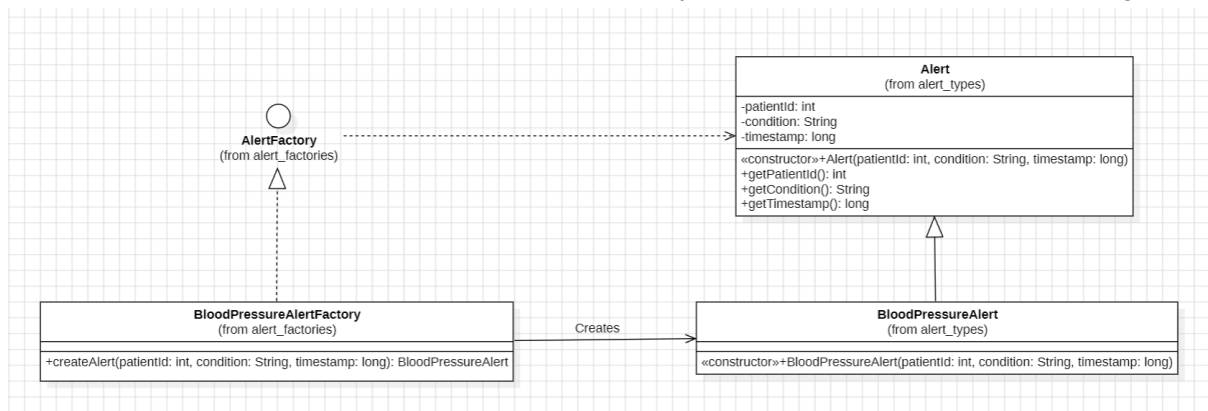 Alert
(from alert_types)
-patientId: int
-condition: String
-timestamp: long
«constructor»+Alert(patientId: int, condition: String, timestamp: long)
+getPatientId(): int
+getCondition(): String
+getTimestamp(): long
AlertFactory
(from alert_factories)
BloodPressureAlertFactory
(from alert_factories)
+createAlert(patientId: int, condition: String, timestamp: long): BloodPressureAlert
Creates
BloodPressureAlert
(from alert_types)
«constructor»+BloodPressureAlert(patientId: int, condition: String, timestamp: long)